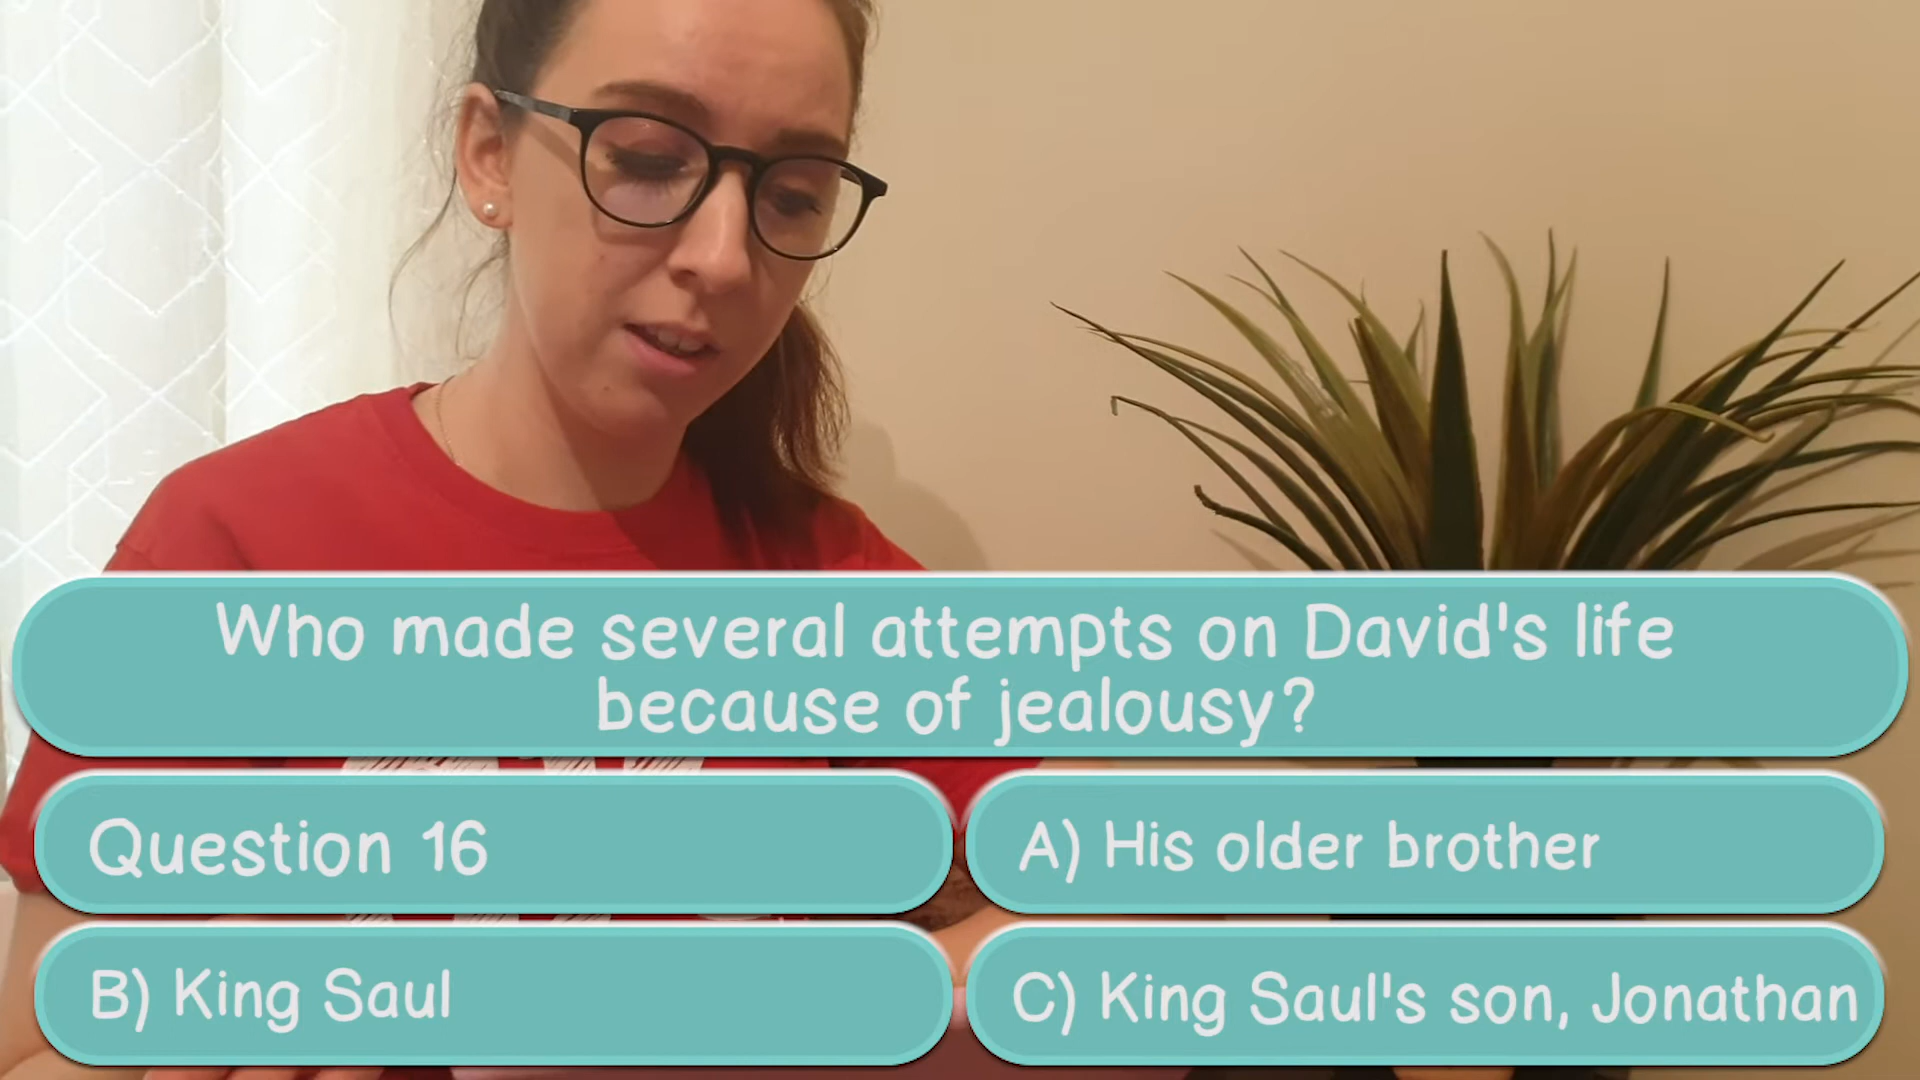 Who made several attempts on David's life
because of jealousy?
Question 16
A) His older brother
B) King Saul
C) King Saul's son, Jonathan